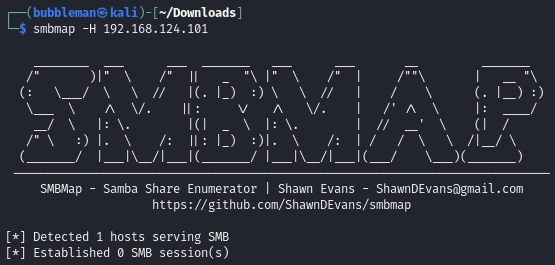 ┌──(bubbleman㉿kali)-[~/Downloads]
└─$ smbmap -H 192.168.124.101
SMBMAP
SMBMap - Samba Share Enumerator | Shawn Evans - ShawnDEvans@gmail.com
https://github.com/ShawnDEvans/smbmap
[*] Detected 1 hosts serving SMB
[*] Established 0 SMB session(s)